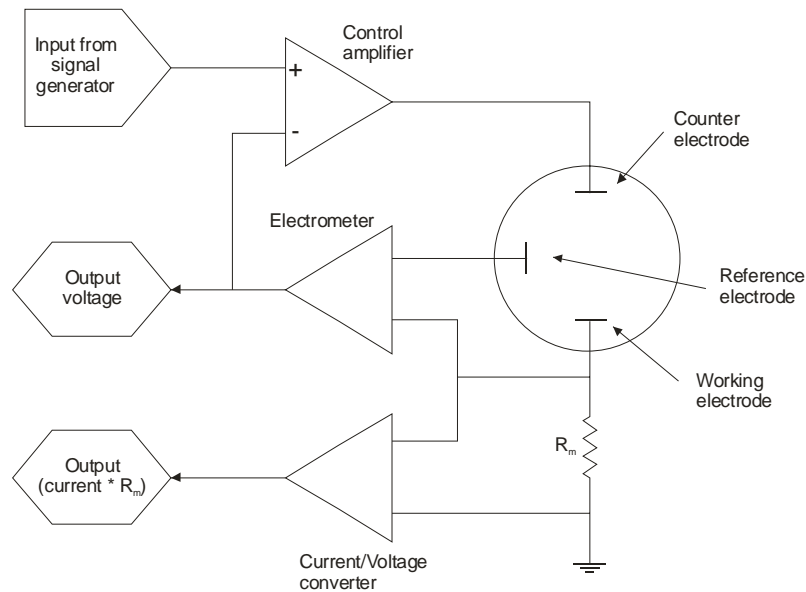 Input from
signal
generator
Control
amplifier
+
-
Counter
electrode
Electrometer
Output
voltage
Reference
electrode
Working
electrode
Rm
Output
(current * Rm)
Current/Voltage
converter